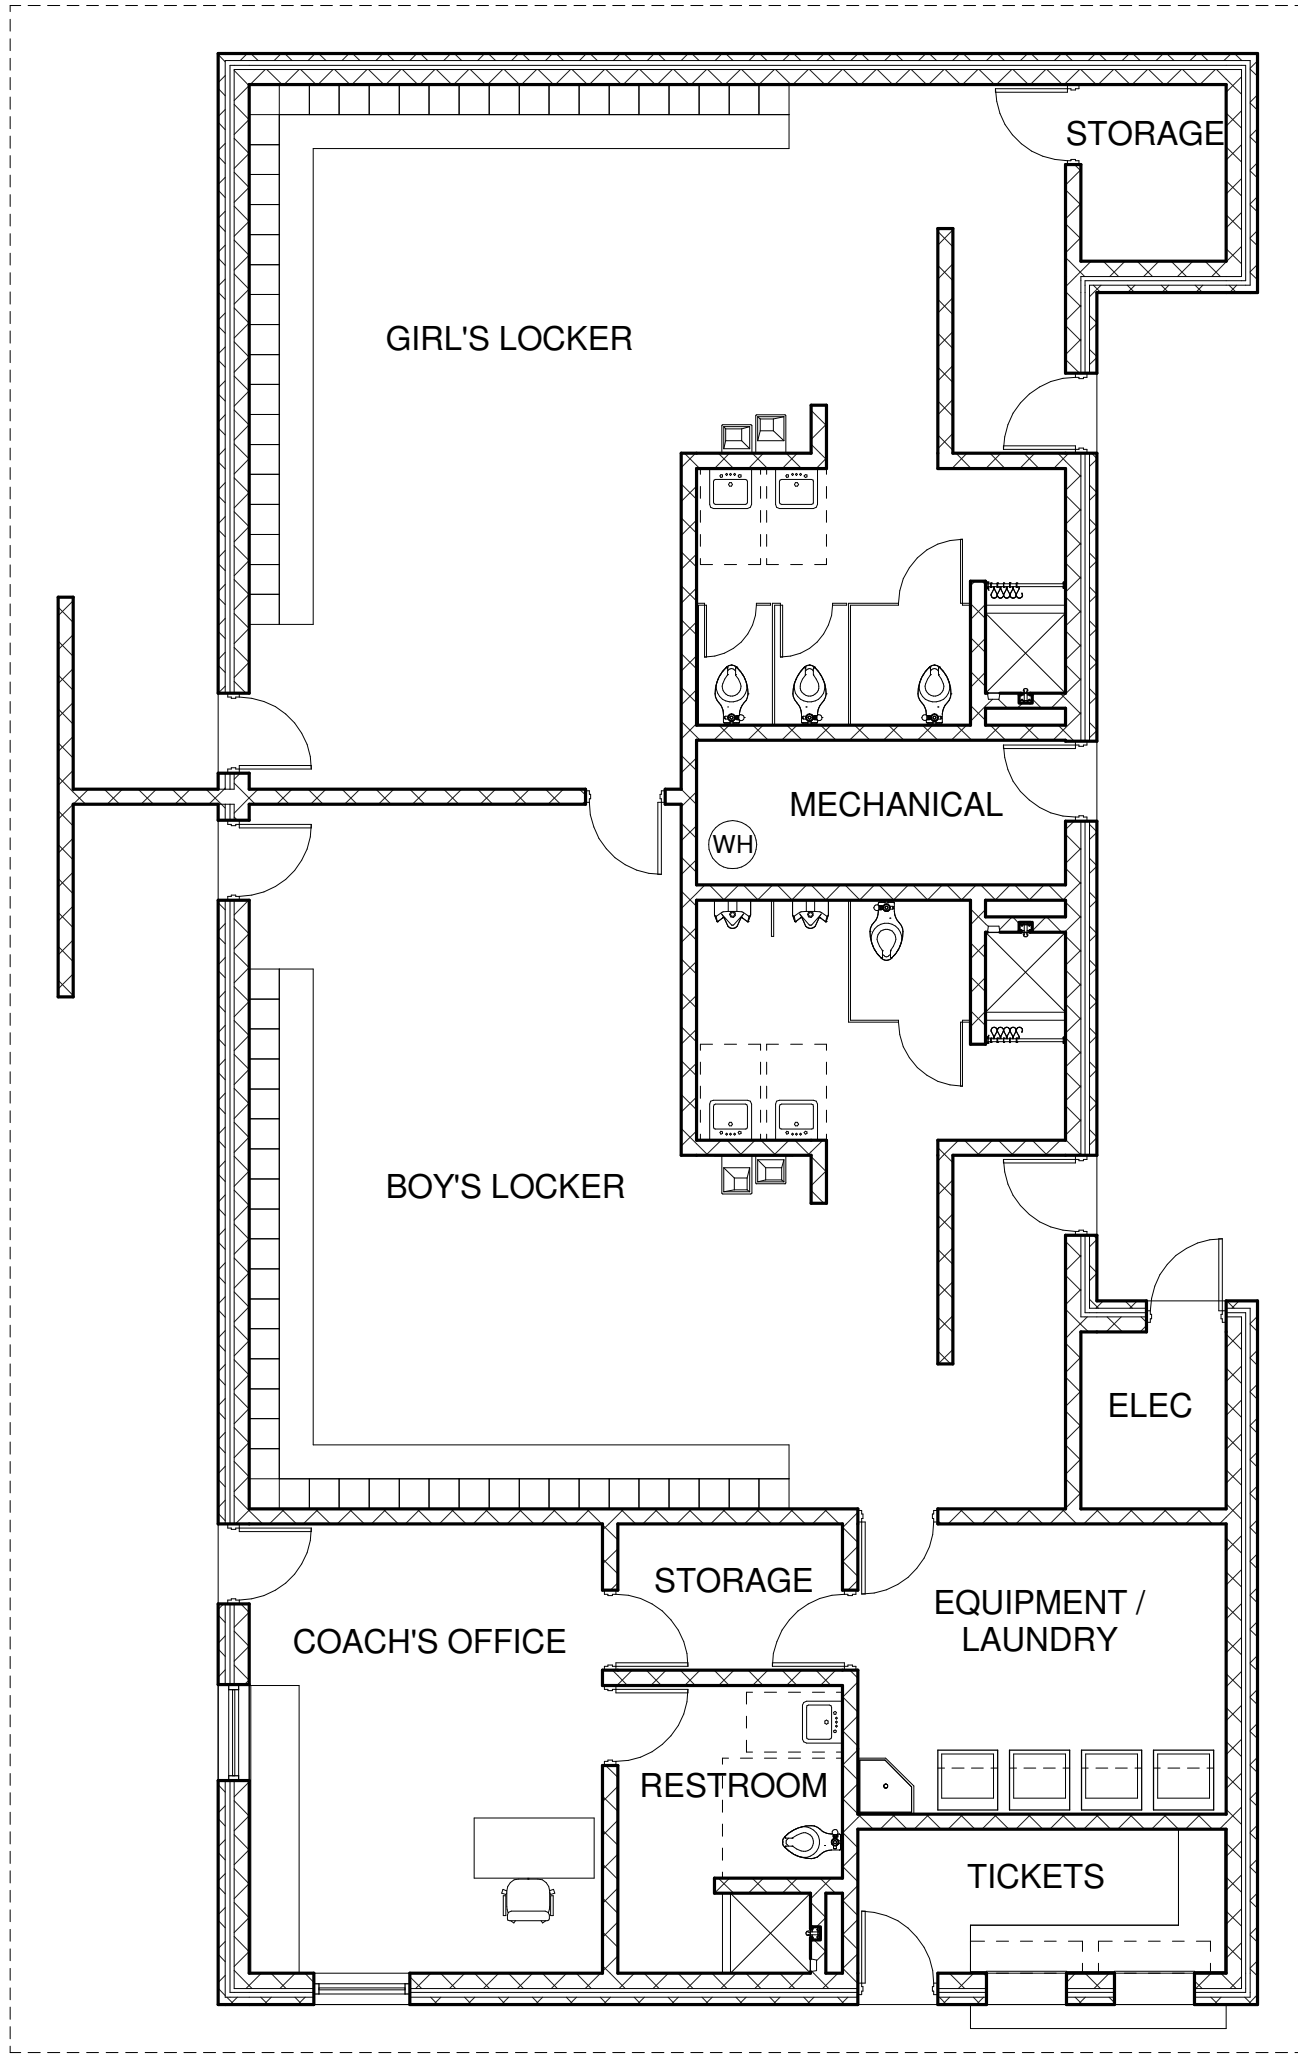 STORAGE
GIRL'S LOCKER
MECHANICAL
WH
BOY'S LOCKER
ELEC
STORAGE
EQUIPMENT /
LAUNDRY
COACH'S OFFICE
RESTROOM
TICKETS